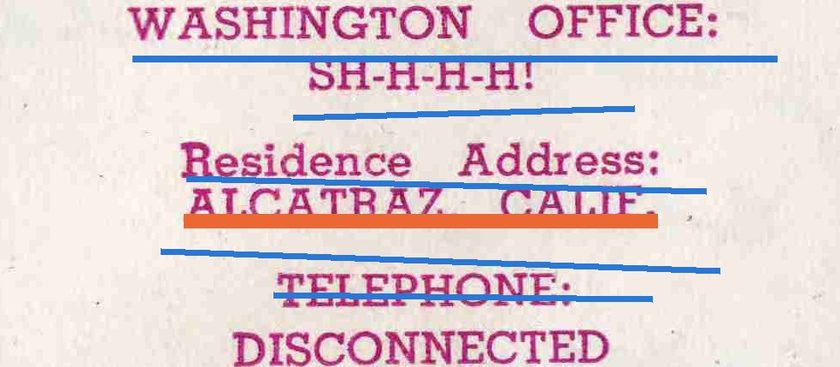 WASHINGTON OFFICE:
SH-H-H-H!
Residence Address:
ALCATRAZ, CALIF.
TELEPHONE:
DISCONNECTED